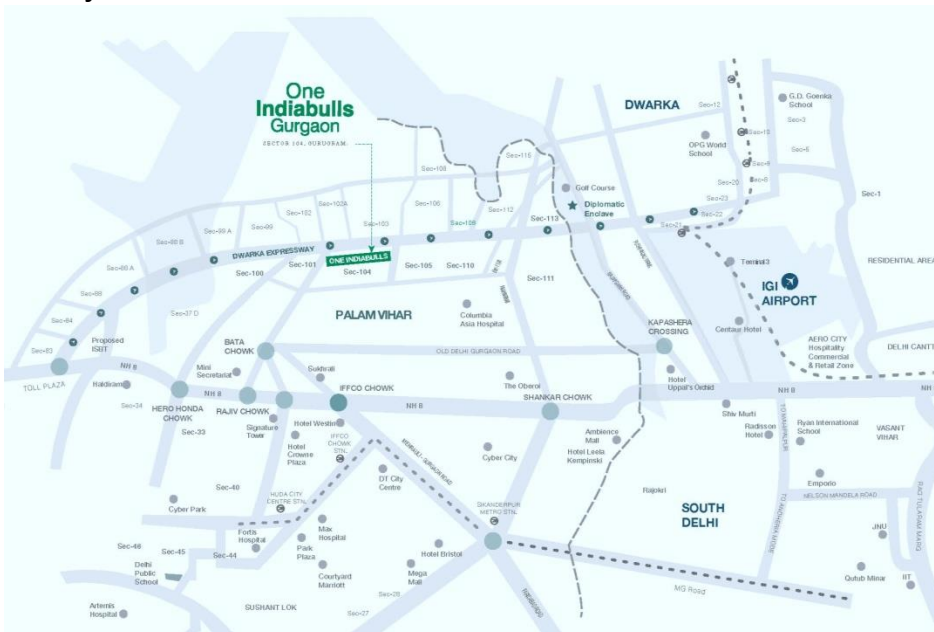 One
Indiabulls
Gurgaon
SECTOR 104, GURUGRAM
DWARKA
Sec-12
G.D. Goenka
School
Sec-3
Sec-19
OPG World
School
Sec-6
Sec-20
Sec-23
Sec-22
Sec-21
Sec-1
Sec-108
Sec-115
Golf Course
Diplomatic
Enclave
Sec-102A
Sec-106
Sec-112
Sec-113
Sec-102
Sec-103
Sec-109
Sec-99 A
Sec-99
Sec-88 B
DWARKA EXPRESSWAY
Sec-100
Sec-101
ONE INDIABULLS
Sec-104
Sec-105
Sec-110
Sec-111
Terminal 3
RESIDENTIAL AREA
IGI
AIRPORT
Sec-88
Sec-37 D
PALAM VIHAR
Columbia
Asia Hospital
KAPASHERA
CROSSING
Centaur Hotel
Sec-84
Proposed
ISBT
BATA
CHOWK
AERO CITY
Hospitality
Commercial
& Retail Zone
DELHI CANTT
Sec-83
OLD DELHI GURGAON ROAD
Mini
Secretariat
Sukhrali
TOLL PLAZA
NH 8
Haldiram
The Oberoi
Hotel
Uppal's Orchid
NH 8
IFFCO CHOWK
NH 8
NH 8
SHANKAR CHOWK
HERO HONDA
CHOWK
RAJIV CHOWK
Sec-34
Sec-33
Signature
Tower
Hotel Westin
Hotel
Crowne
Plaza
IFFCO
CHOWK
STN.
MEHRAULI - GURGAON ROAD
Shiv Murti
Radisson
Hotel
Ryan International
School
VASANT
VIHAR
Ambience
Mall
Hotel Leela
Kempinski
Cyber City
DT City
Centre
Emporio
NELSON MANDELA ROAD
Rajokri
Sec-40
HUDA CITY
CENTRE STN.
SIKANDERPUR
METRO STN.
SOUTH
DELHI
Cyber Park
Fortis
Hospital
Max
Hospital
Park
Plaza
JNU
RAO TULARAM MARG
Sec-46
Sec-45
Sec-44
Hotel Bristol
Delhi
Public
School
Courtyard
Marriott
Mega
Mall
Qutub Minar
IIT
MG Road
Sec-28
Sec-27
SUSHANT LOK
Artemis
Hospital